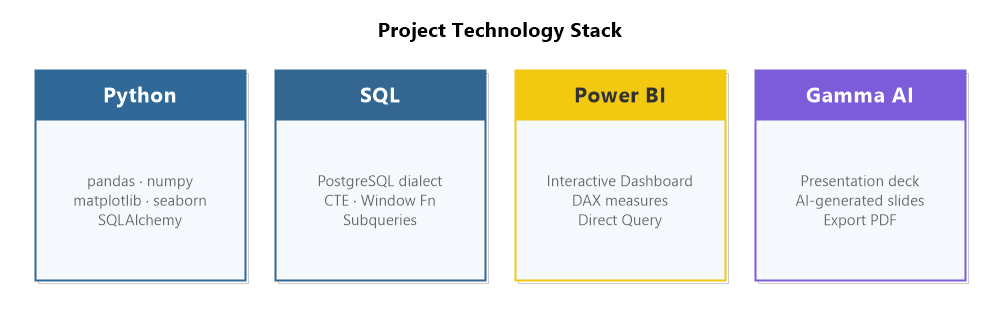 Project Technology Stack
Python
pandas · numpy
matplotlib · seaborn
SQLAlchemy
SQL
PostgreSQL dialect
CTE · Window Fn
Subqueries
Power BI
Interactive Dashboard
DAX measures
Direct Query
Gamma AI
Presentation deck
AI-generated slides
Export PDF